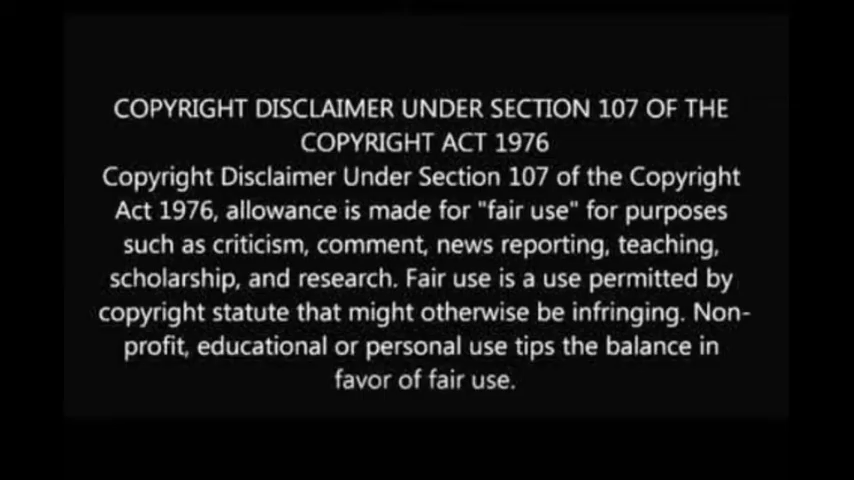 COPYRIGHT DISCLAIMER UNDER SECTION 107 OF THE
COPYRIGHT ACT 1976
Copyright Disclaimer Under Section 107 of the Copyright
Act 1976, allowance is made for "fair use" for purposes
such as criticism, comment, news reporting, teaching,
scholarship, and research. Fair use is a use permitted by
copyright statute that might otherwise be infringing. Non-
profit, educational or personal use tips the balance in
favor of fair use.